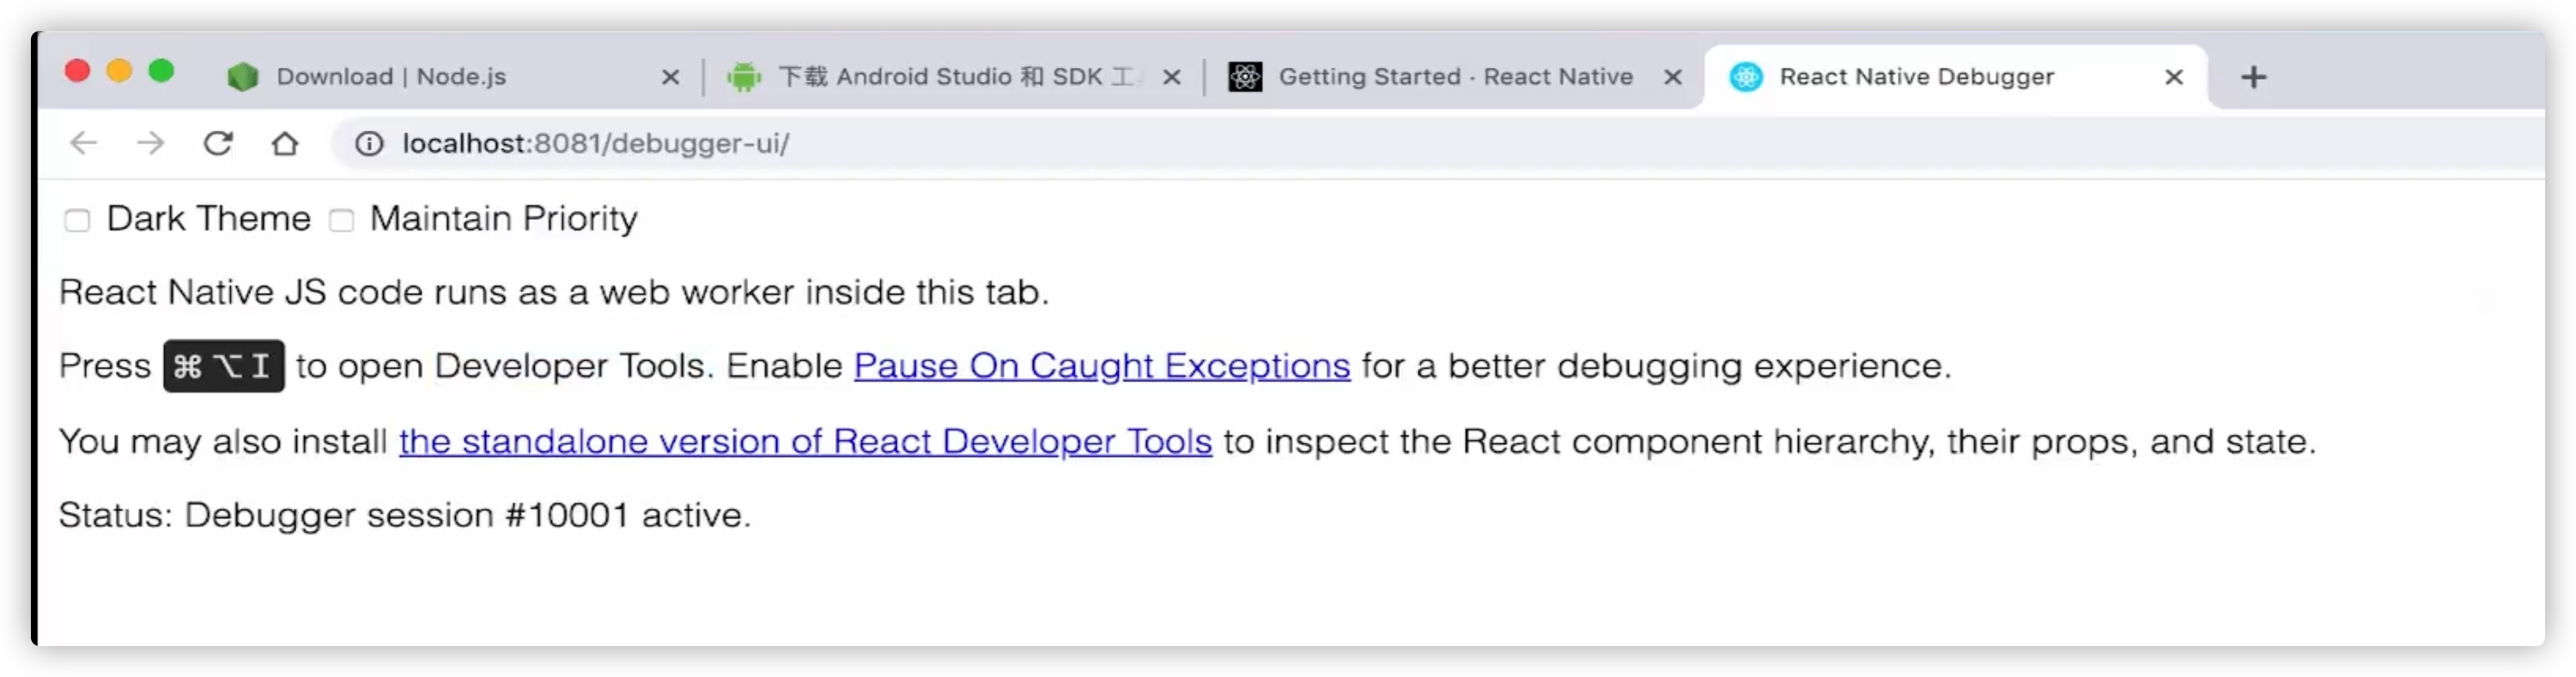 Download | Node.js
下载 Android Studio 和 SDK 工
Getting Started · React Native
React Native Debugger
localhost:8081/debugger-ui/
Dark Theme Maintain Priority
React Native JS code runs as a web worker inside this tab.
Press ⌘⌥I to open Developer Tools. Enable Pause On Caught Exceptions for a better debugging experience.
You may also install the standalone version of React Developer Tools to inspect the React component hierarchy, their props, and state.
Status: Debugger session #10001 active.